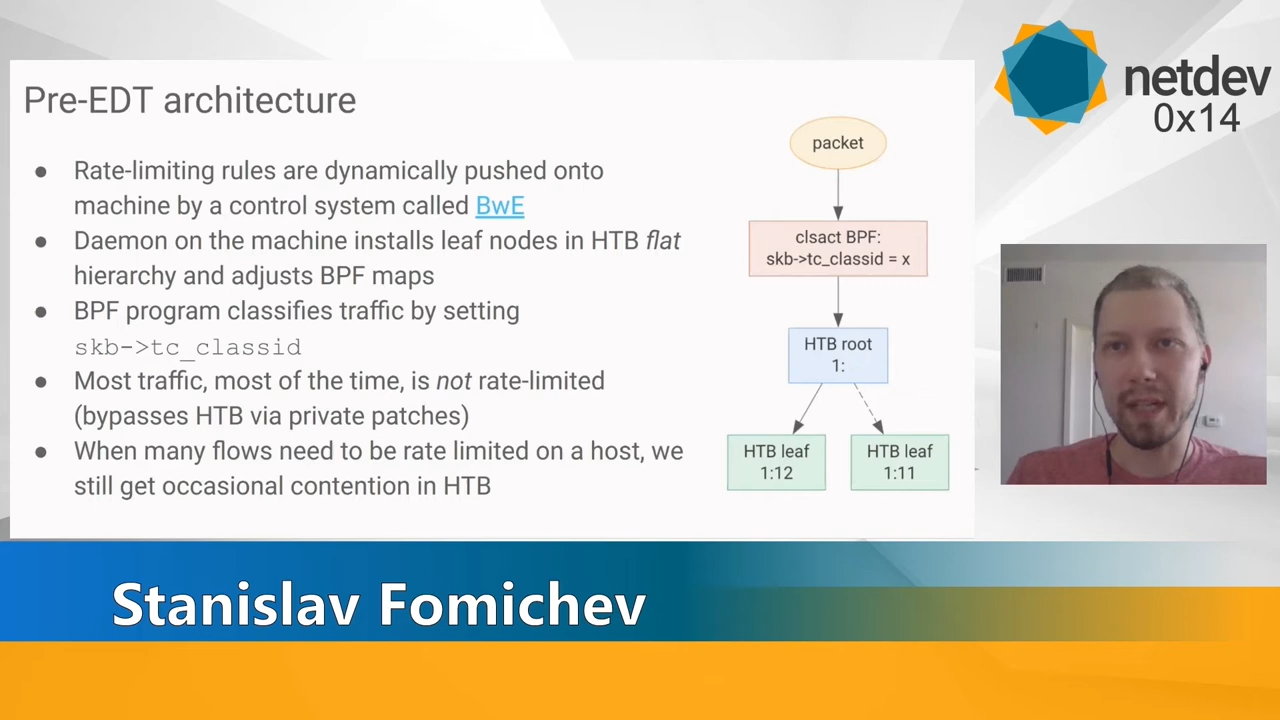 Pre-EDT architecture
● Rate-limiting rules are dynamically pushed onto
machine by a control system called BwE
● Daemon on the machine installs leaf nodes in HTB flat
hierarchy and adjusts BPF maps
● BPF program classifies traffic by setting
skb->tc_classid
● Most traffic, most of the time, is not rate-limited
(bypasses HTB via private patches)
● When many flows need to be rate limited on a host, we
still get occasional contention in HTB
packet
clsact BPF:
skb->tc_classid = x
HTB root
1:
HTB leaf
1:12
HTB leaf
1:11
netdev
0x14
Stanislav Fomichev